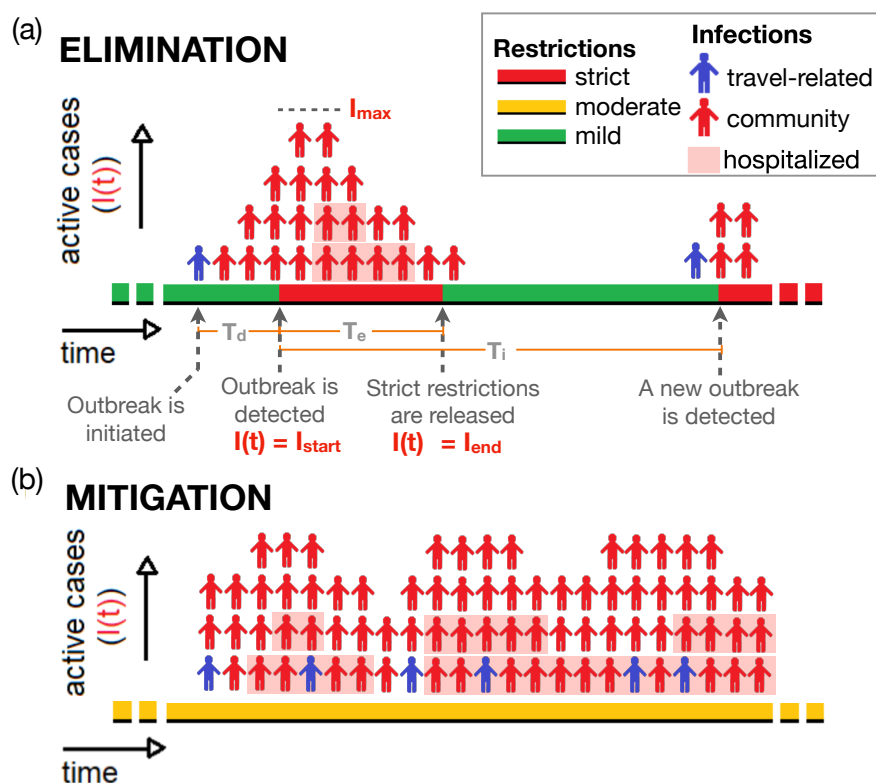 (a)
ELIMINATION
Restrictions
strict
moderate
mild
Infections
travel-related
community
hospitalized
active cases
(I(t))
Imax
time
Td
Te
Ti
Outbreak is
initiated
Outbreak is
detected
I(t) = Istart
Strict restrictions
are released
I(t) = Iend
A new outbreak
is detected
(b)
MITIGATION
active cases
(I(t))
time